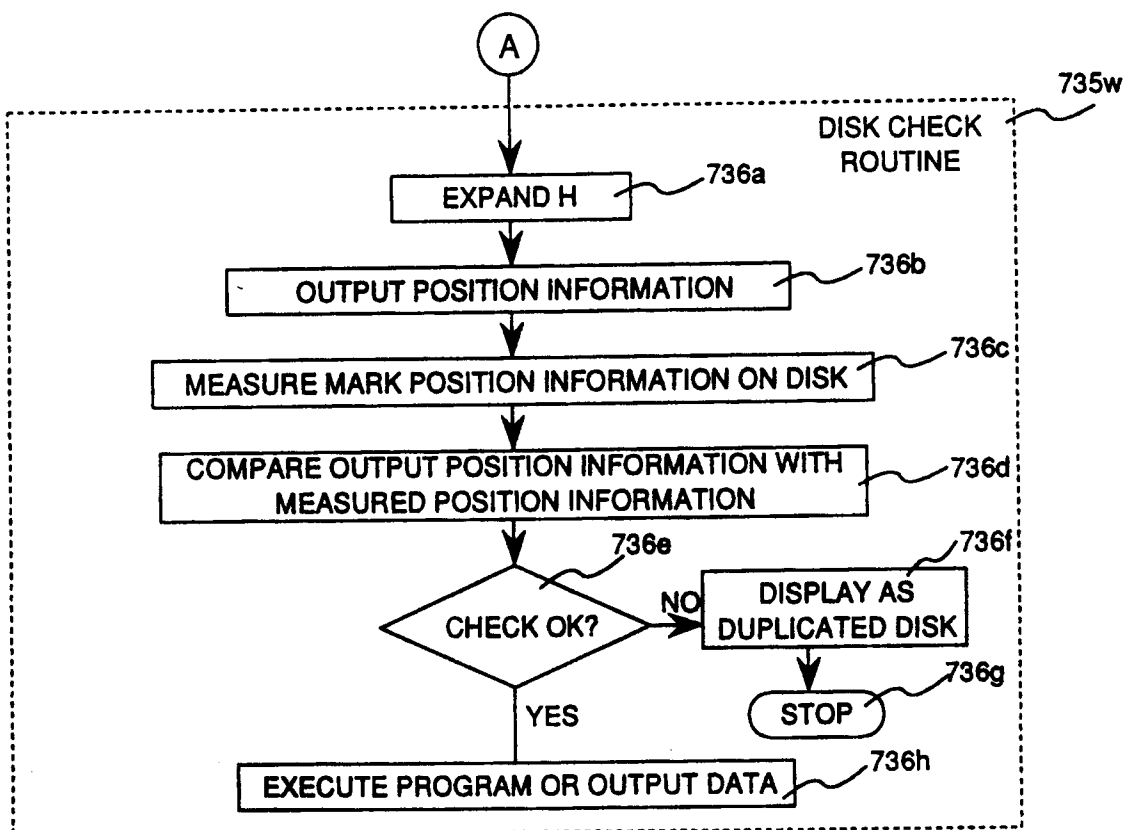 A
735w
DISK CHECK
ROUTINE
736a
EXPAND H
736b
OUTPUT POSITION INFORMATION
736c
MEASURE MARK POSITION INFORMATION ON DISK
COMPARE OUTPUT POSITION INFORMATION WITH
MEASURED POSITION INFORMATION
736d
736e
CHECK OK?
NO
736f
DISPLAY AS
DUPLICATED DISK
736g
STOP
YES
736h
EXECUTE PROGRAM OR OUTPUT DATA